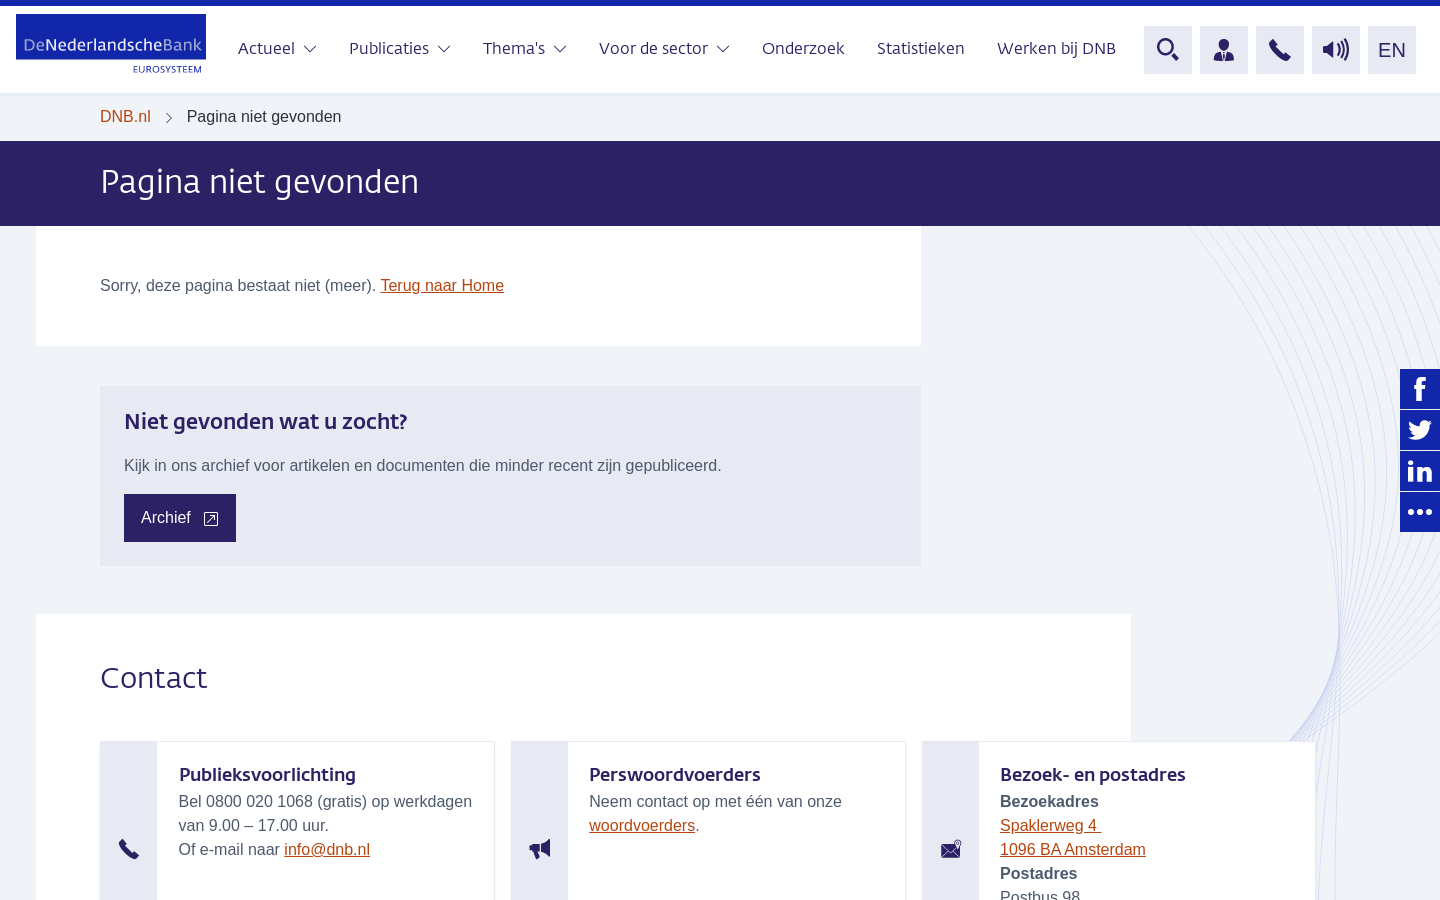 DeNederlandscheBank
EUROSYSTEEM
Actueel
Publicaties
Thema's
Voor de sector
Onderzoek
Statistieken
Werken bij DNB
EN
DNB.nl
Pagina niet gevonden
Pagina niet gevonden
Sorry, deze pagina bestaat niet (meer). Terug naar Home
Niet gevonden wat u zocht?
Kijk in ons archief voor artikelen en documenten die minder recent zijn gepubliceerd.
Archief
Contact
Publieksvoorlichting
Bel 0800 020 1068 (gratis) op werkdagen
van 9.00 – 17.00 uur.
Of e-mail naar info@dnb.nl
Perswoordvoerders
Neem contact op met één van onze
woordvoerders.
Bezoek- en postadres
Bezoekadres
Spaklerweg 4
1096 BA Amsterdam
Postadres
Postbus 98